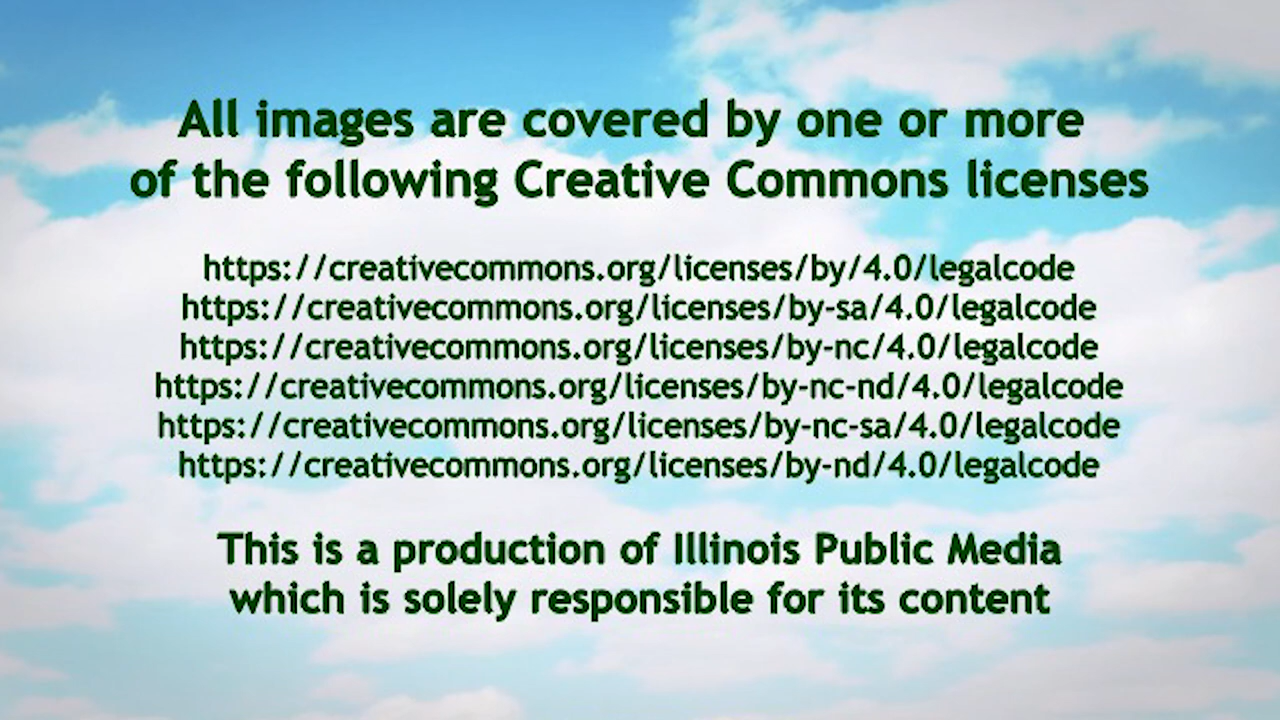 All images are covered by one or more
of the following Creative Commons licenses
https://creativecommons.org/licenses/by/4.0/legalcode
https://creativecommons.org/licenses/by-sa/4.0/legalcode
https://creativecommons.org/licenses/by-nc/4.0/legalcode
https://creativecommons.org/licenses/by-nc-nd/4.0/legalcode
https://creativecommons.org/licenses/by-nc-sa/4.0/legalcode
https://creativecommons.org/licenses/by-nd/4.0/legalcode
This is a production of Illinois Public Media
which is solely responsible for its content